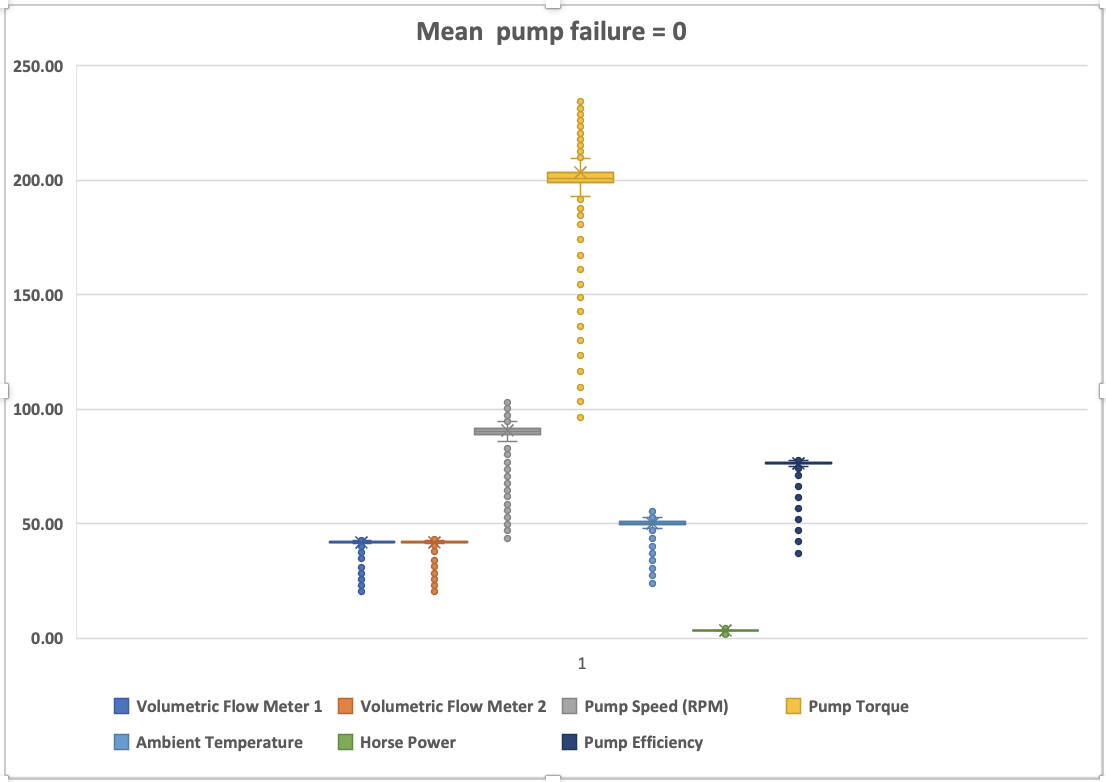 Mean  pump failure = 0
250.00
200.00
150.00
100.00
50.00
0.00
1
Volumetric Flow Meter 1 Volumetric Flow Meter 2 Pump Speed (RPM) Pump Torque
Ambient Temperature Horse Power Pump Efficiency